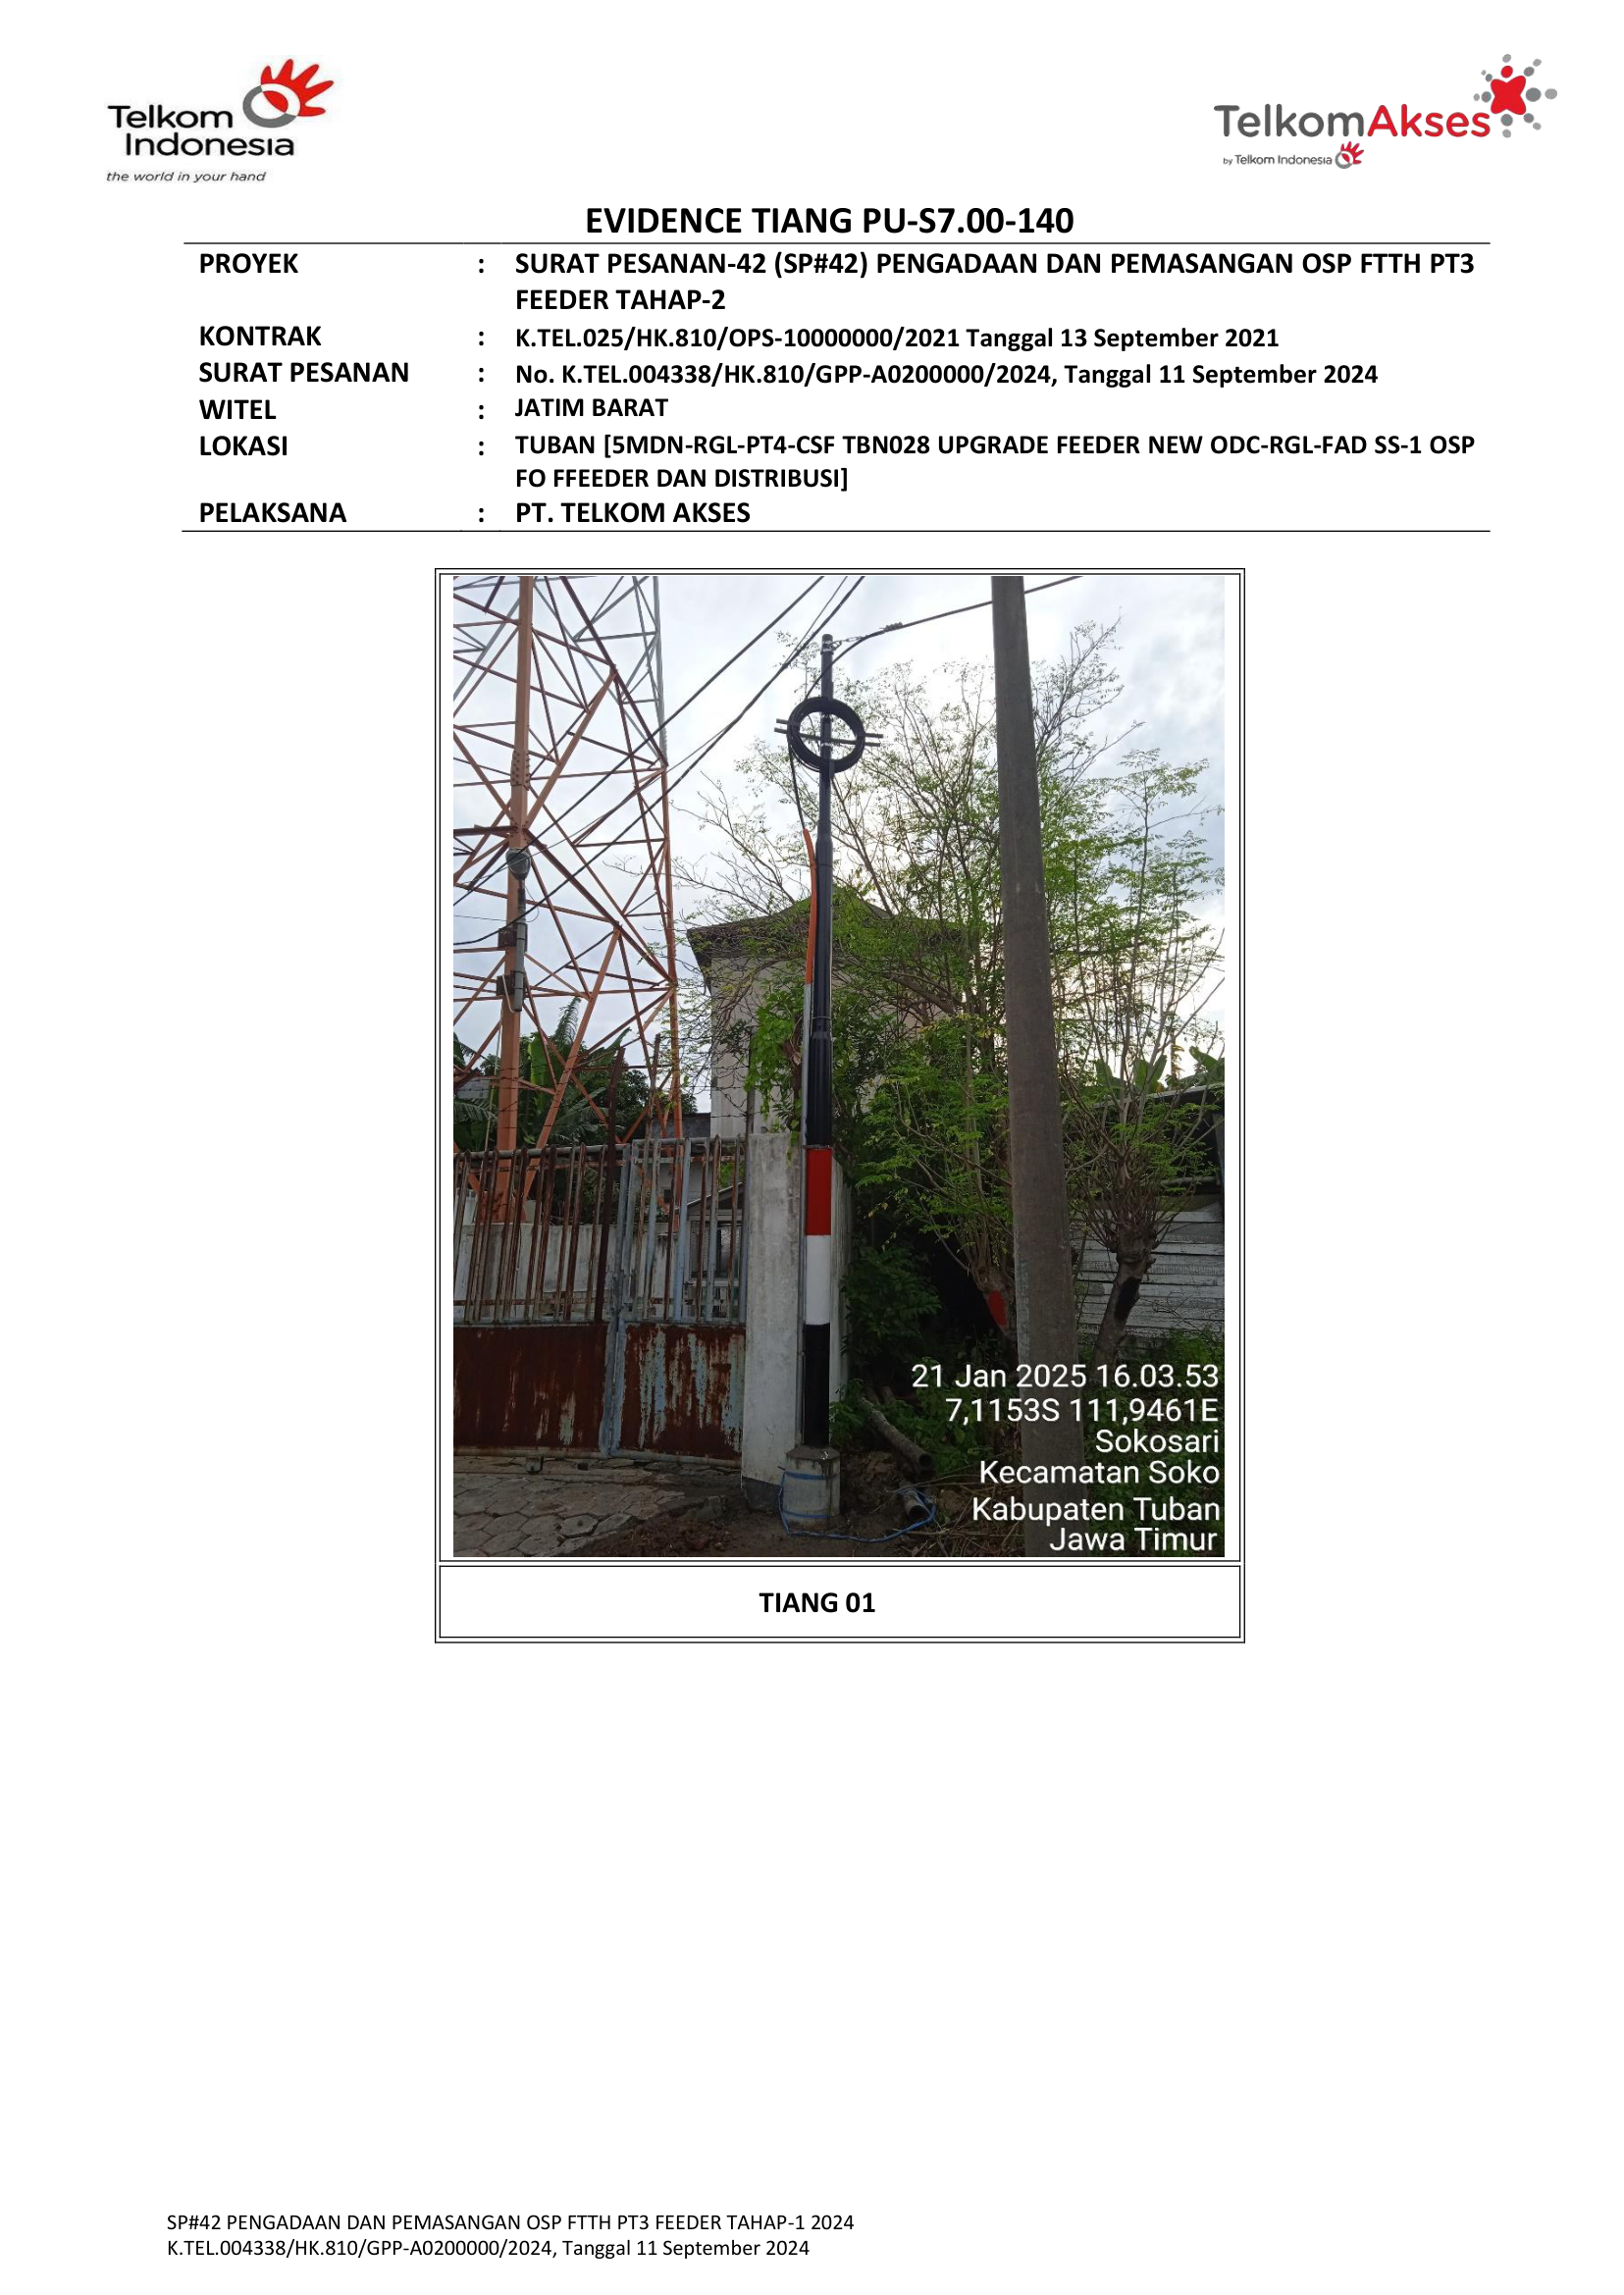 Telkom
Indonesia
the world in your hand
TelkomAkses
by Telkom Indonesia
EVIDENCE TIANG PU-S7.00-140
PROYEK : SURAT PESANAN-42 (SP#42) PENGADAAN DAN PEMASANGAN OSP FTTH PT3
FEEDER TAHAP-2
KONTRAK : K.TEL.025/HK.810/OPS-10000000/2021 Tanggal 13 September 2021
SURAT PESANAN : No. K.TEL.004338/HK.810/GPP-A0200000/2024, Tanggal 11 September 2024
WITEL : JATIM BARAT
LOKASI : TUBAN [5MDN-RGL-PT4-CSF TBN028 UPGRADE FEEDER NEW ODC-RGL-FAD SS-1 OSP
FO FFEEDER DAN DISTRIBUSI]
PELAKSANA : PT. TELKOM AKSES
21 Jan 2025 16.03.53
7,1153S 111,9461E
Sokosari
Kecamatan Soko
Kabupaten Tuban
Jawa Timur
TIANG 01
SP#42 PENGADAAN DAN PEMASANGAN OSP FTTH PT3 FEEDER TAHAP-1 2024
K.TEL.004338/HK.810/GPP-A0200000/2024, Tanggal 11 September 2024